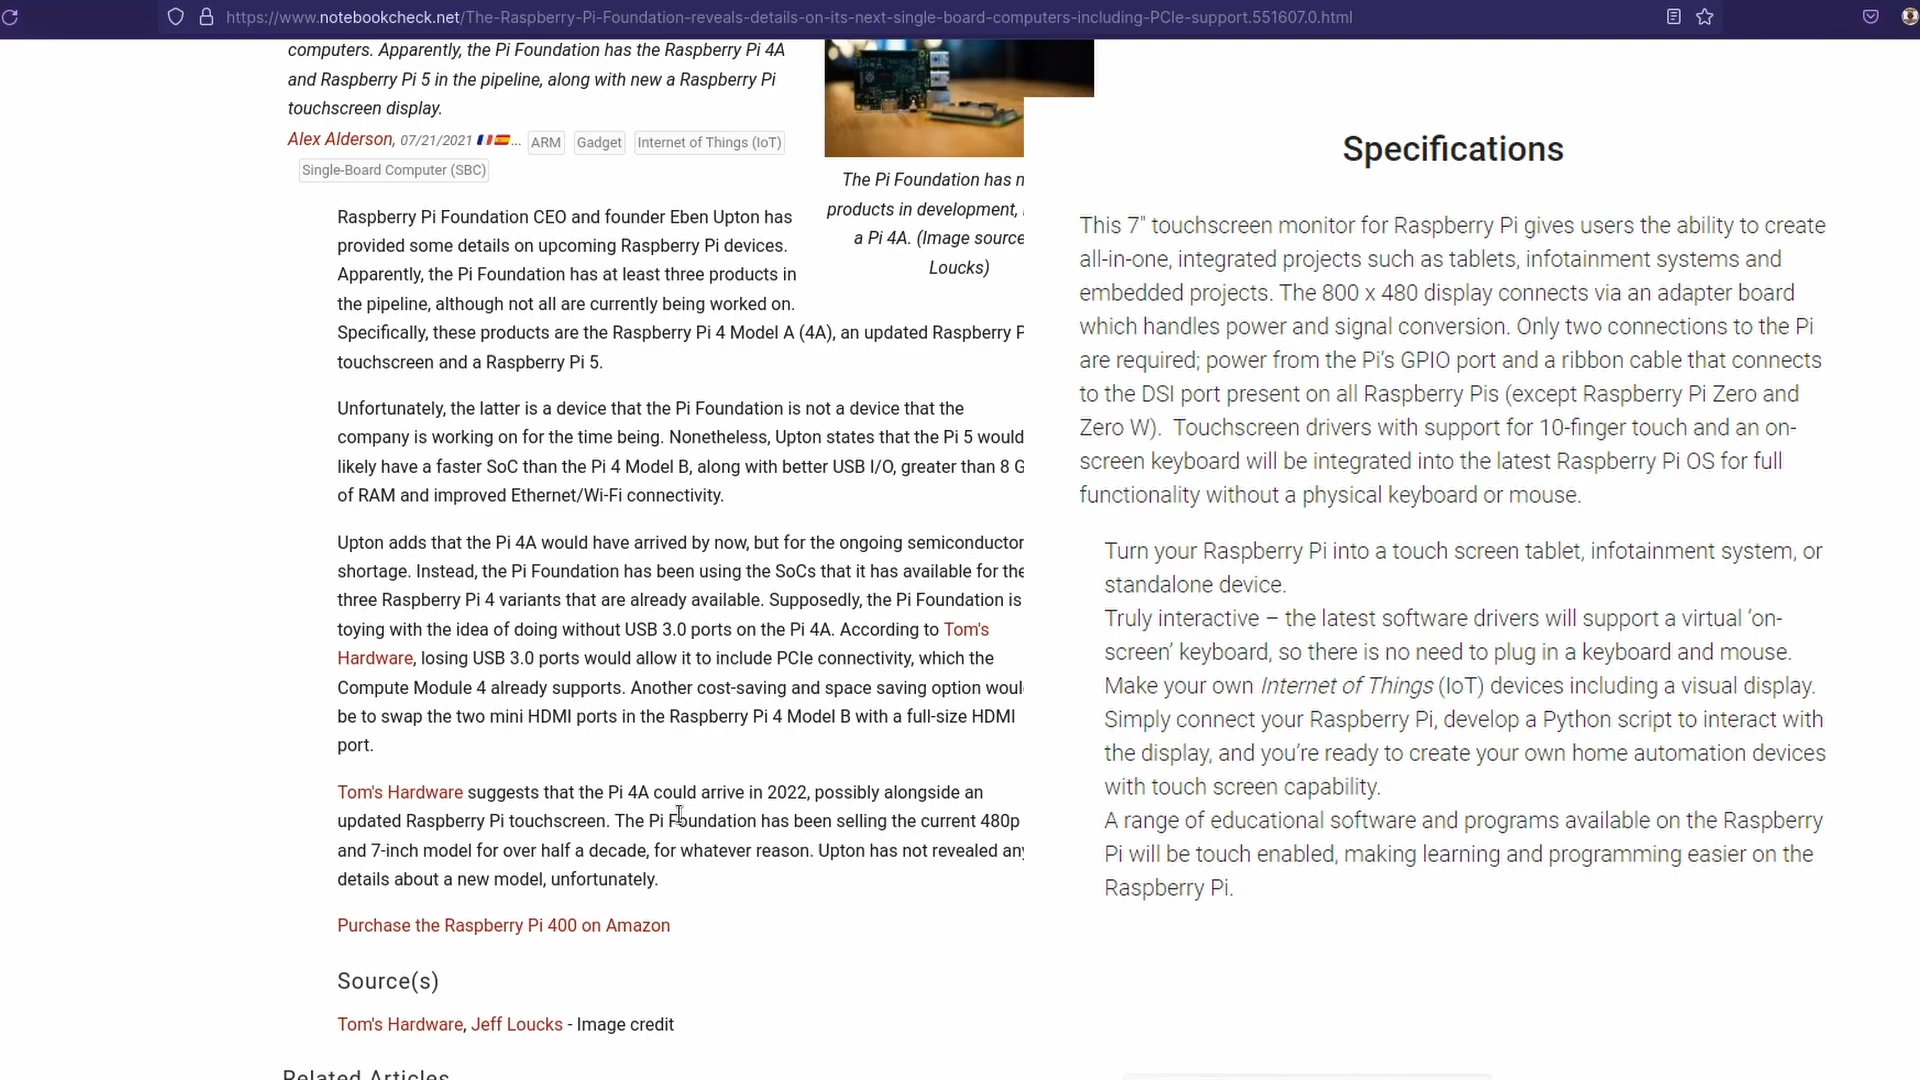 https://www.notebookcheck.net/The-Raspberry-Pi-Foundation-reveals-details-on-its-next-single-board-computers-including-PCIe-support.551607.0.html
computers. Apparently, the Pi Foundation has the Raspberry Pi 4A
and Raspberry Pi 5 in the pipeline, along with new a Raspberry Pi
touchscreen display.
Alex Alderson, 07/21/2021 ... ARM Gadget Internet of Things (IoT)
Single-Board Computer (SBC)
The Pi Foundation has
products in development,
a Pi 4A. (Image source
Loucks)
Raspberry Pi Foundation CEO and founder Eben Upton has
provided some details on upcoming Raspberry Pi devices.
Apparently, the Pi Foundation has at least three products in
the pipeline, although not all are currently being worked on.
Specifically, these products are the Raspberry Pi 4 Model A (4A), an updated Raspberry
touchscreen and a Raspberry Pi 5.
Unfortunately, the latter is a device that the Pi Foundation is not a device that the
company is working on for the time being. Nonetheless, Upton states that the Pi 5 would
likely have a faster SoC than the Pi 4 Model B, along with better USB I/O, greater than 8 G
of RAM and improved Ethernet/Wi-Fi connectivity.
Upton adds that the Pi 4A would have arrived by now, but for the ongoing semiconductor
shortage. Instead, the Pi Foundation has been using the SoCs that it has available for the
three Raspberry Pi 4 variants that are already available. Supposedly, the Pi Foundation is
toying with the idea of doing without USB 3.0 ports on the Pi 4A. According to Tom's
Hardware, losing USB 3.0 ports would allow it to include PCIe connectivity, which the
Compute Module 4 already supports. Another cost-saving and space saving option woul
be to swap the two mini HDMI ports in the Raspberry Pi 4 Model B with a full-size HDMI
port.
Tom's Hardware suggests that the Pi 4A could arrive in 2022, possibly alongside an
updated Raspberry Pi touchscreen. The Pi Foundation has been selling the current 480p
and 7-inch model for over half a decade, for whatever reason. Upton has not revealed any
details about a new model, unfortunately.
Purchase the Raspberry Pi 400 on Amazon
Source(s)
Tom's Hardware, Jeff Loucks - Image credit
Related Articles
Specifications
This 7" touchscreen monitor for Raspberry Pi gives users the ability to create
all-in-one, integrated projects such as tablets, infotainment systems and
embedded projects. The 800 x 480 display connects via an adapter board
which handles power and signal conversion. Only two connections to the Pi
are required; power from the Pi's GPIO port and a ribbon cable that connects
to the DSI port present on all Raspberry Pis (except Raspberry Pi Zero and
Zero W).  Touchscreen drivers with support for 10-finger touch and an on-
screen keyboard will be integrated into the latest Raspberry Pi OS for full
functionality without a physical keyboard or mouse.
Turn your Raspberry Pi into a touch screen tablet, infotainment system, or
standalone device.
Truly interactive – the latest software drivers will support a virtual ‘on-
screen’ keyboard, so there is no need to plug in a keyboard and mouse.
Make your own Internet of Things (IoT) devices including a visual display.
Simply connect your Raspberry Pi, develop a Python script to interact with
the display, and you’re ready to create your own home automation devices
with touch screen capability.
A range of educational software and programs available on the Raspberry
Pi will be touch enabled, making learning and programming easier on the
Raspberry Pi.